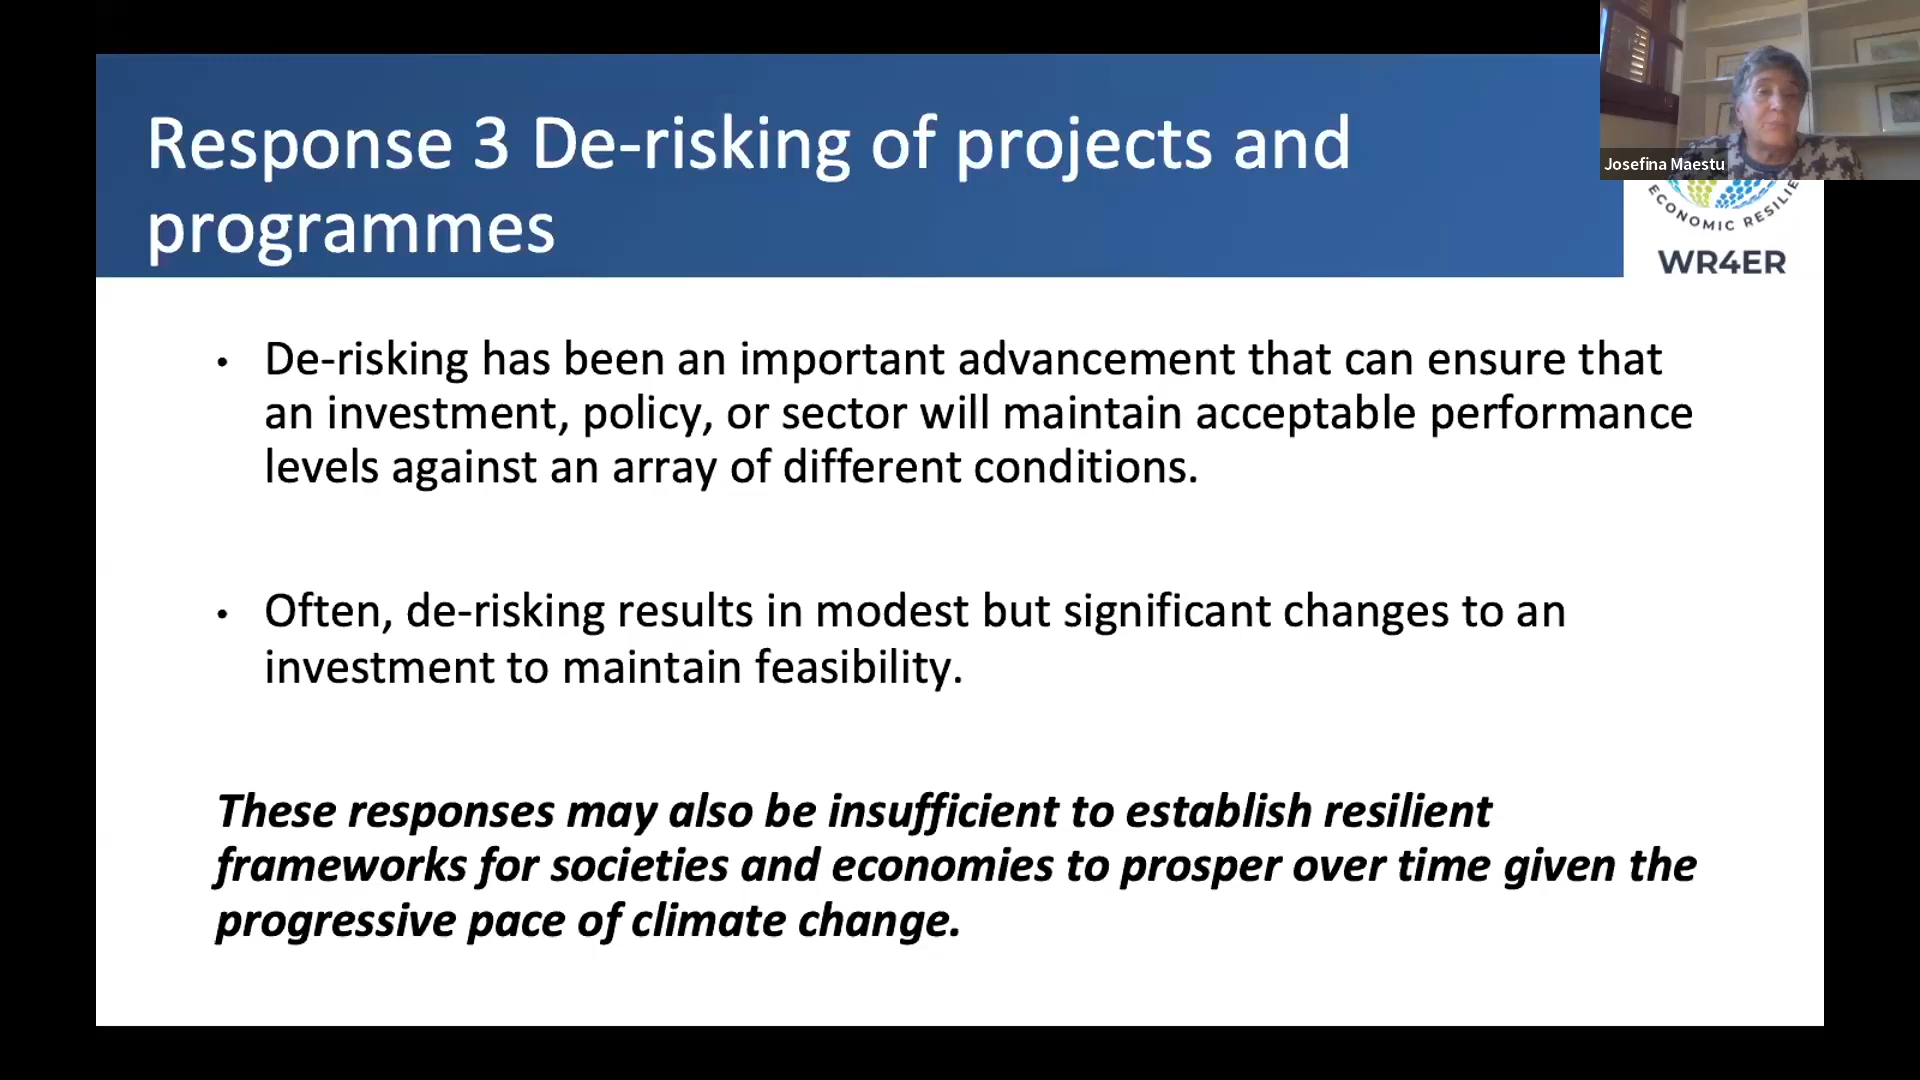 Response 3 De-risking of projects and
programmes
Josefina Maestu
ECONOMIC RESILIE
WR4ER
• De-risking has been an important advancement that can ensure that
an investment, policy, or sector will maintain acceptable performance
levels against an array of different conditions.
• Often, de-risking results in modest but significant changes to an
investment to maintain feasibility.
These responses may also be insufficient to establish resilient
frameworks for societies and economies to prosper over time given the
progressive pace of climate change.